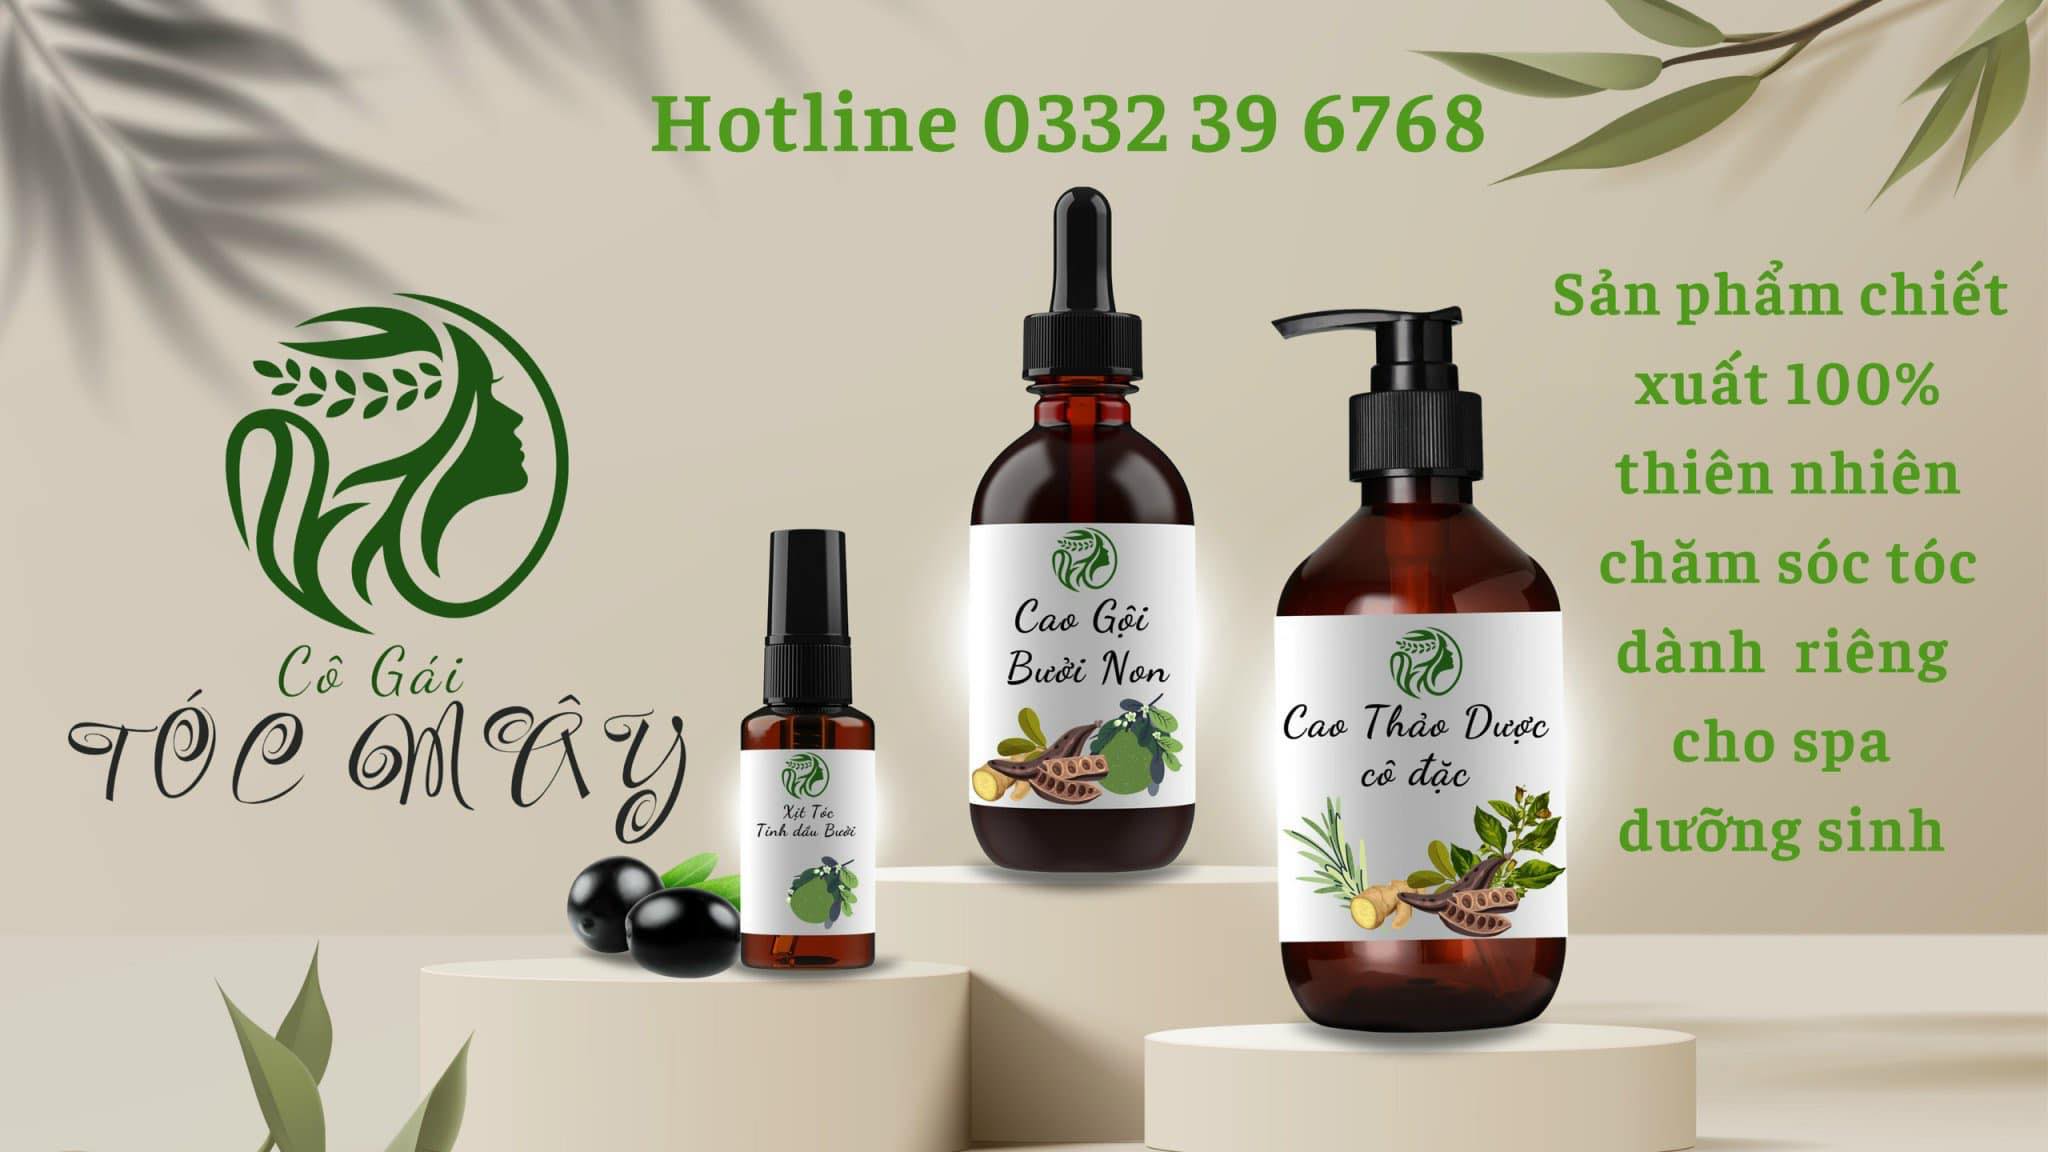 Hotline 0332 39 6768
Cô Gái
TÓC MÂY
Xịt Tóc
Tinh dầu Bưởi
Cao Gội
Bưởi Non
Cao Thảo Dược
cô đặc
Sản phẩm chiết
xuất 100%
thiên nhiên
chăm sóc tóc
dành riêng
cho spa
dưỡng sinh